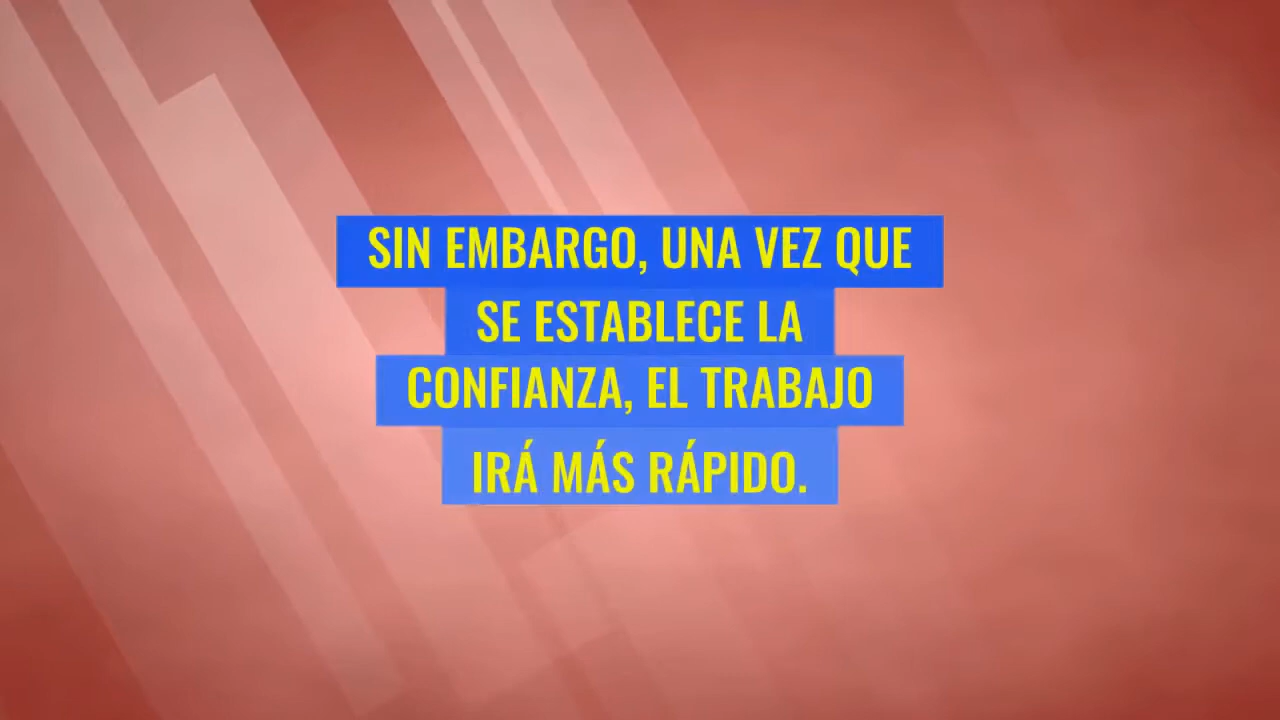 SIN EMBARGO, UNA VEZ QUE
SE ESTABLECE LA
CONFIANZA, EL TRABAJO
IRÁ MÁS RÁPIDO.